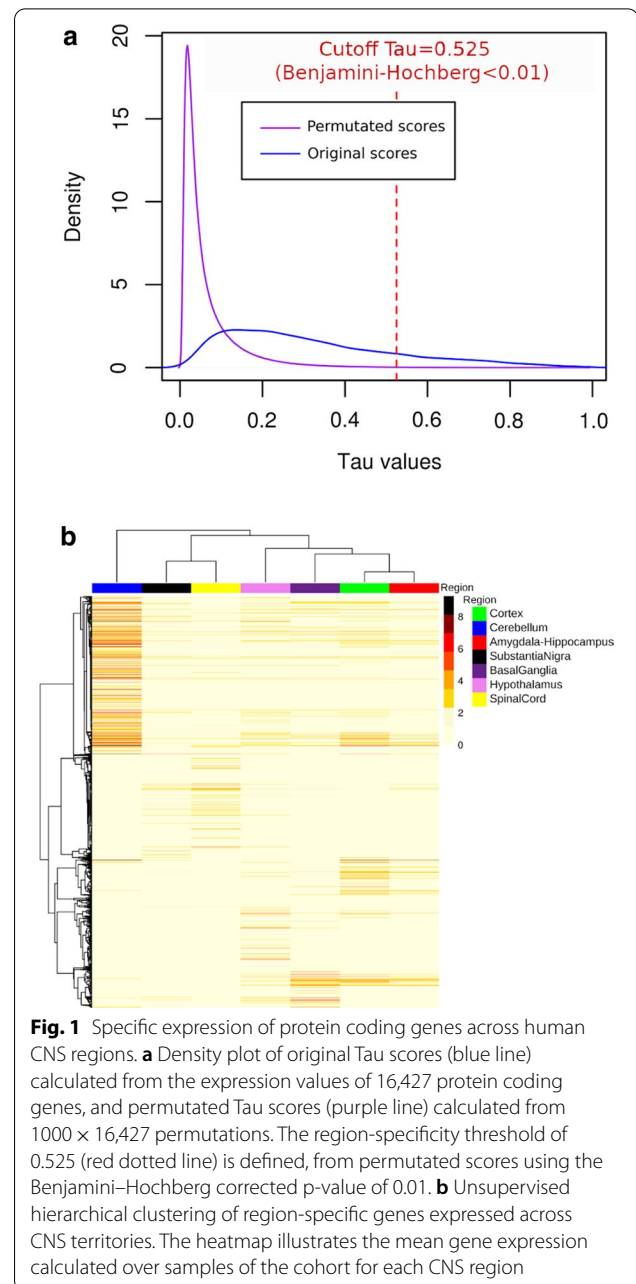 a
20
15
10
5
0
Density
Cutoff Tau=0.525
(Benjamini-Hochberg<0.01)
Permutated scores
Original scores
0.0 0.2 0.4 0.6 0.8 1.0
Tau values
b
Region
8
6
4
2
0
Region
Cortex
Cerebellum
Amygdala-Hippocampus
SubstantiaNigra
BasalGanglia
Hypothalamus
SpinalCord
Fig. 1 Specific expression of protein coding genes across human
CNS regions. a Density plot of original Tau scores (blue line)
calculated from the expression values of 16,427 protein coding
genes, and permutated Tau scores (purple line) calculated from
1000 × 16,427 permutations. The region-specificity threshold of
0.525 (red dotted line) is defined, from permutated scores using the
Benjamini–Hochberg corrected p-value of 0.01. b Unsupervised
hierarchical clustering of region-specific genes expressed across
CNS territories. The heatmap illustrates the mean gene expression
calculated over samples of the cohort for each CNS region